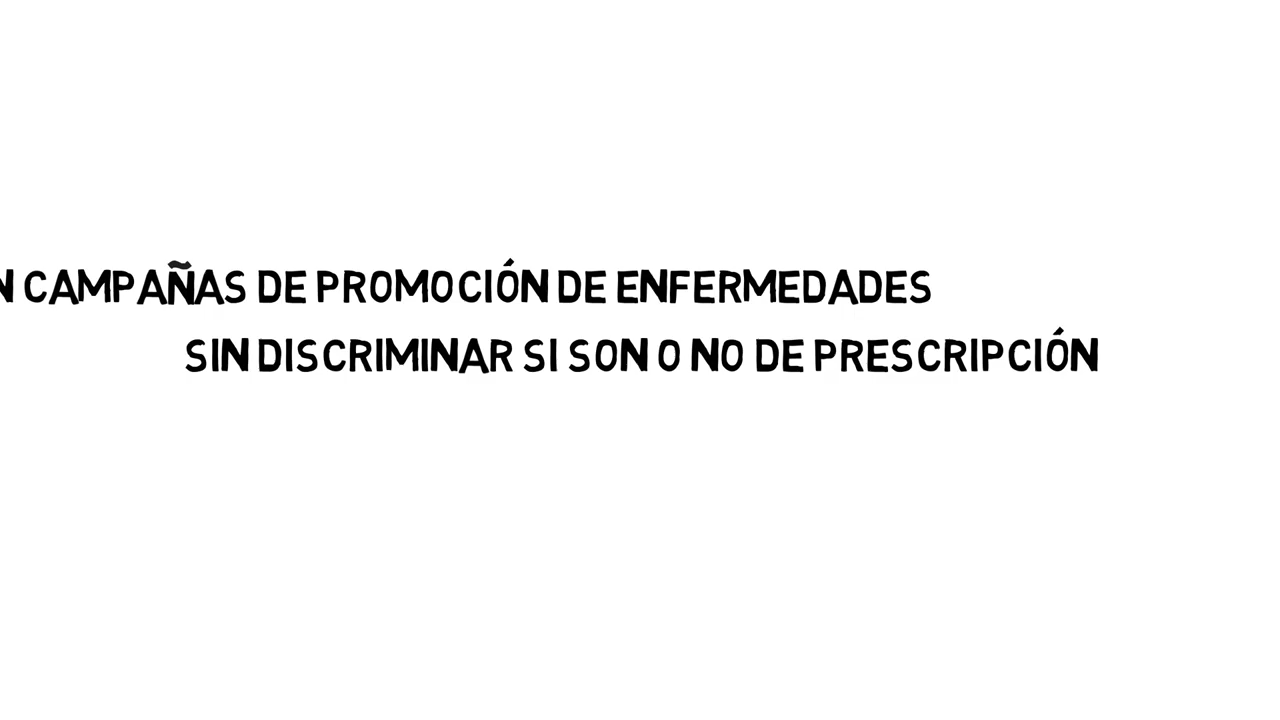 N CAMPAÑAS DE PROMOCIÓN DE ENFERMEDADES
SIN DISCRIMINAR SI SON O NO DE PRESCRIPCIÓN